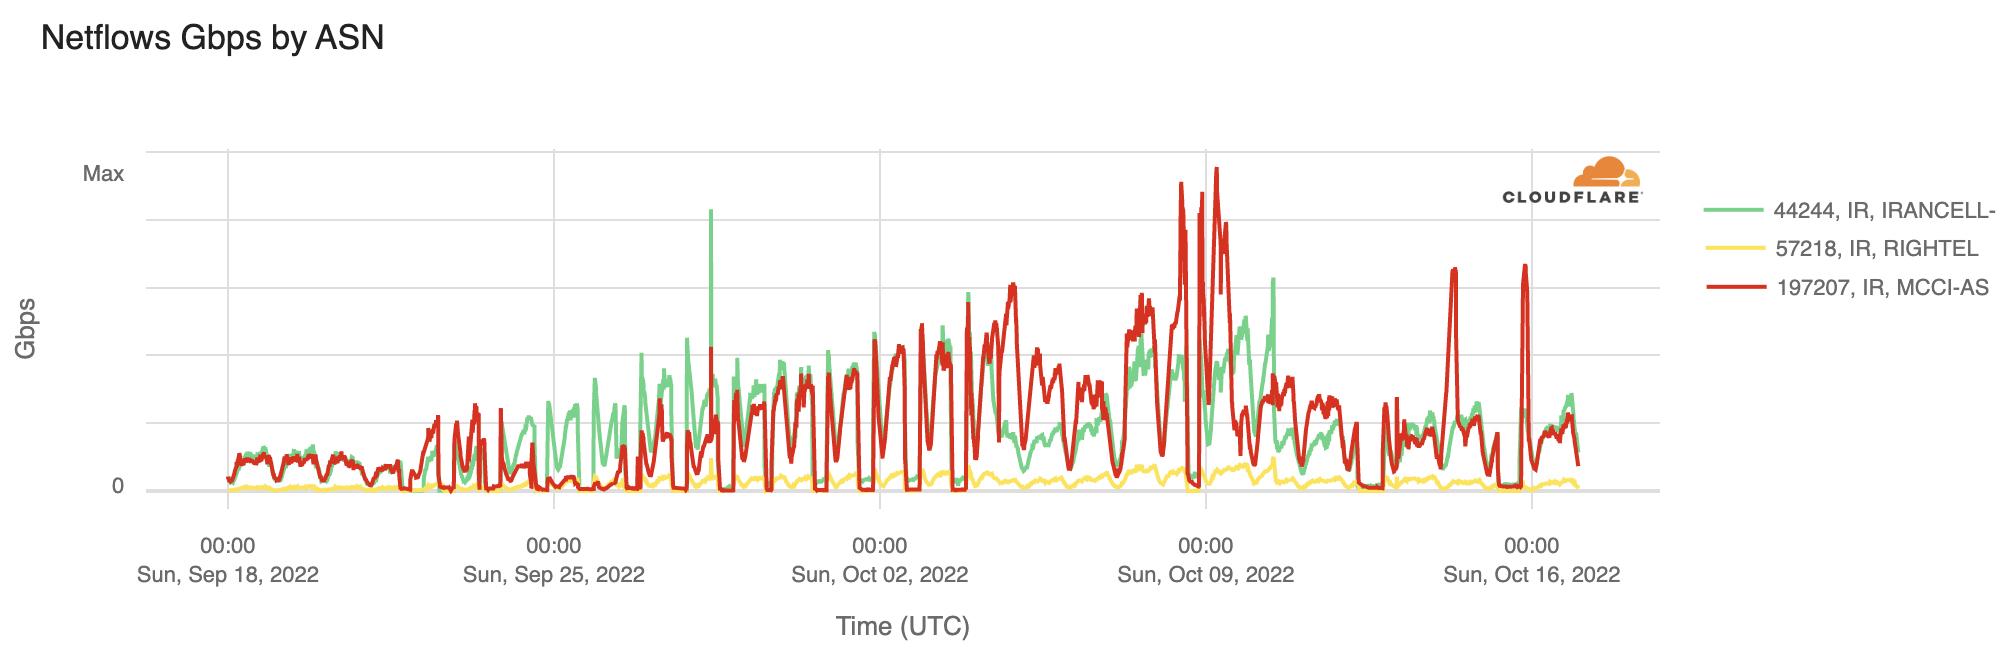 Netflows Gbps by ASN
Max
CLOUDFLARE
44244, IR, IRANCELL-
57218, IR, RIGHTEL
197207, IR, MCCI-AS
Gbps
0
00:00 00:00 00:00 00:00 00:00
Sun, Sep 18, 2022 Sun, Sep 25, 2022 Sun, Oct 02, 2022 Sun, Oct 09, 2022 Sun, Oct 16, 2022
Time (UTC)